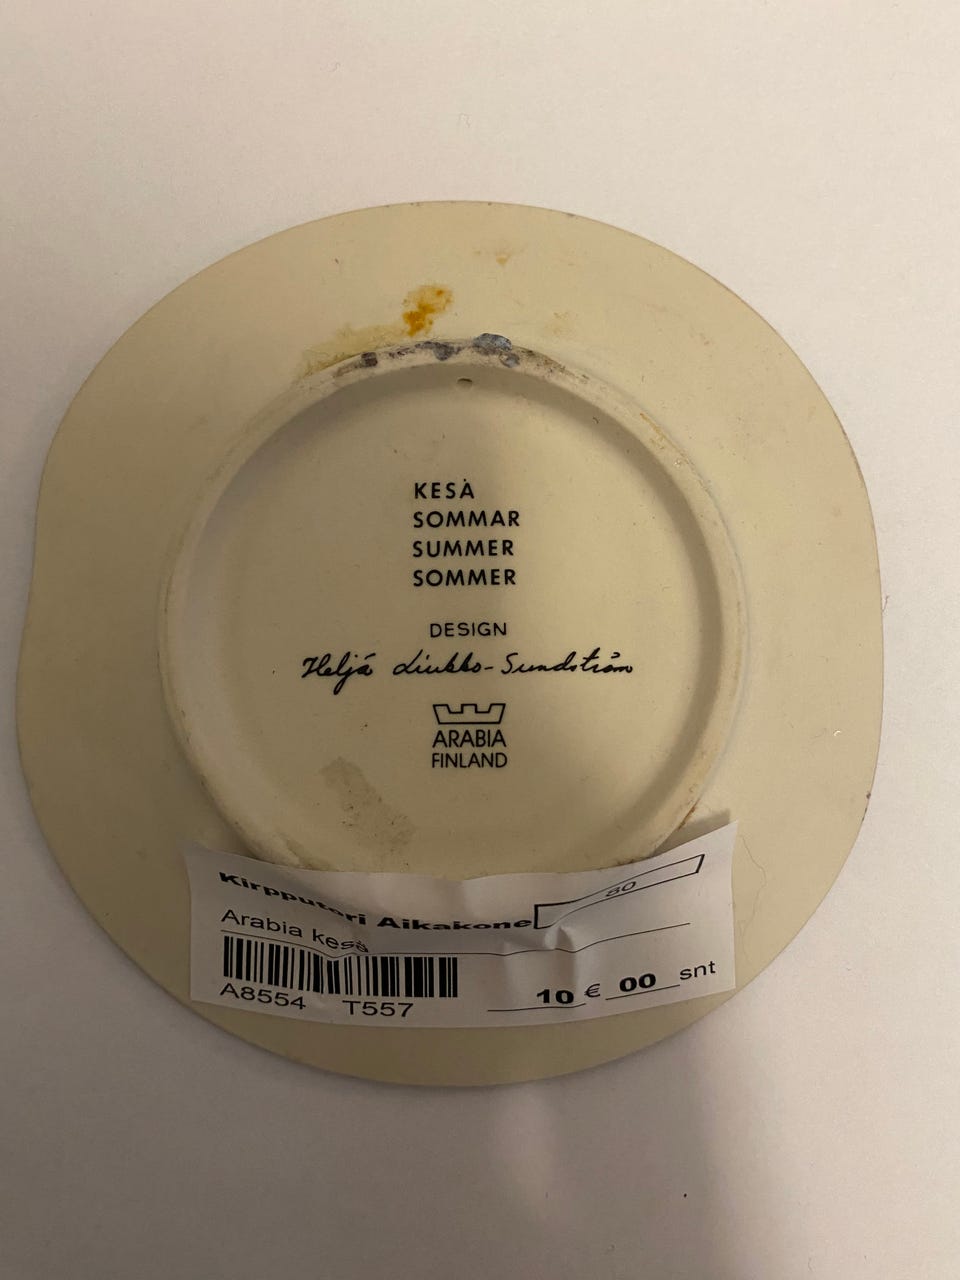 KESÄ
SOMMAR
SUMMER
SOMMER
DESIGN
Heljä Liukko-Sundström
ARABIA
FINLAND
Kirpputori Aikakone 80
Arabia kesä
A8554 T557
10 € 00 snt